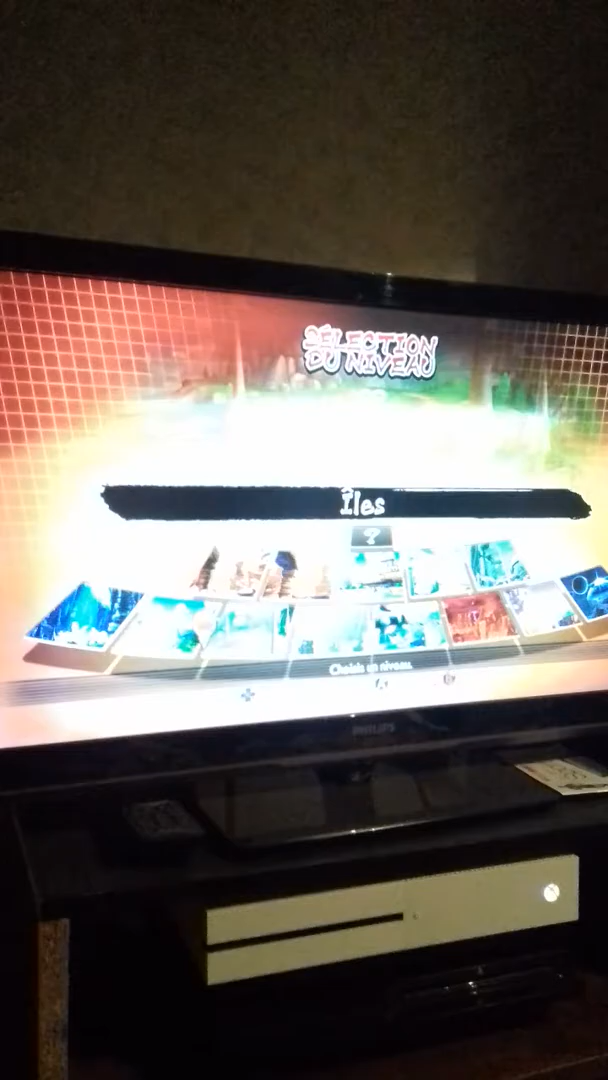 SÉLECTION
DU NIVEAU
Îles
?
Choisis un niveau.
PHILIPS